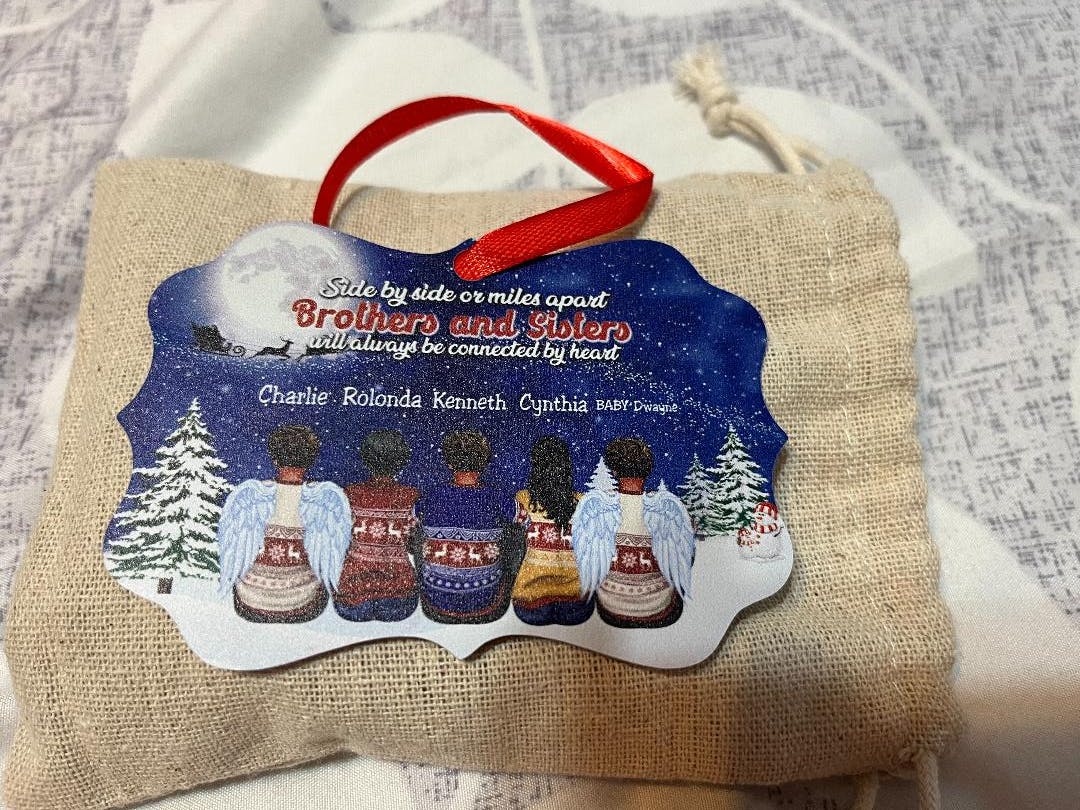 Side by side or miles apart
Brothers and Sisters
will always be connected by heart
Charlie Rolonda Kenneth Cynthia BABY Dwayne